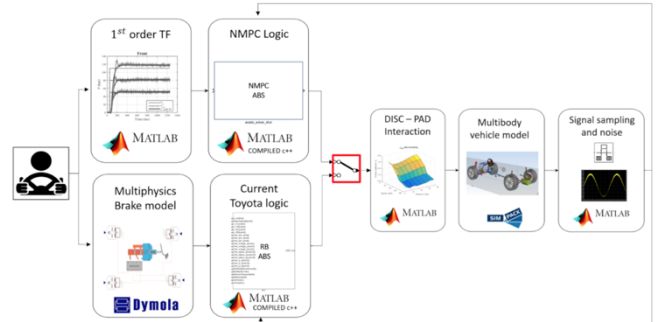 1st order TF
MATLAB
NMPC Logic
NMPC
ABS
MATLAB
COMPILED c++
Multiphysics
Brake model
Dymola
Current
Toyota logic
RB
ABS
MATLAB
COMPILED c++
DISC – PAD
Interaction
MATLAB
Multibody
vehicle model
SIMPACK
Signal sampling
and noise
MATLAB